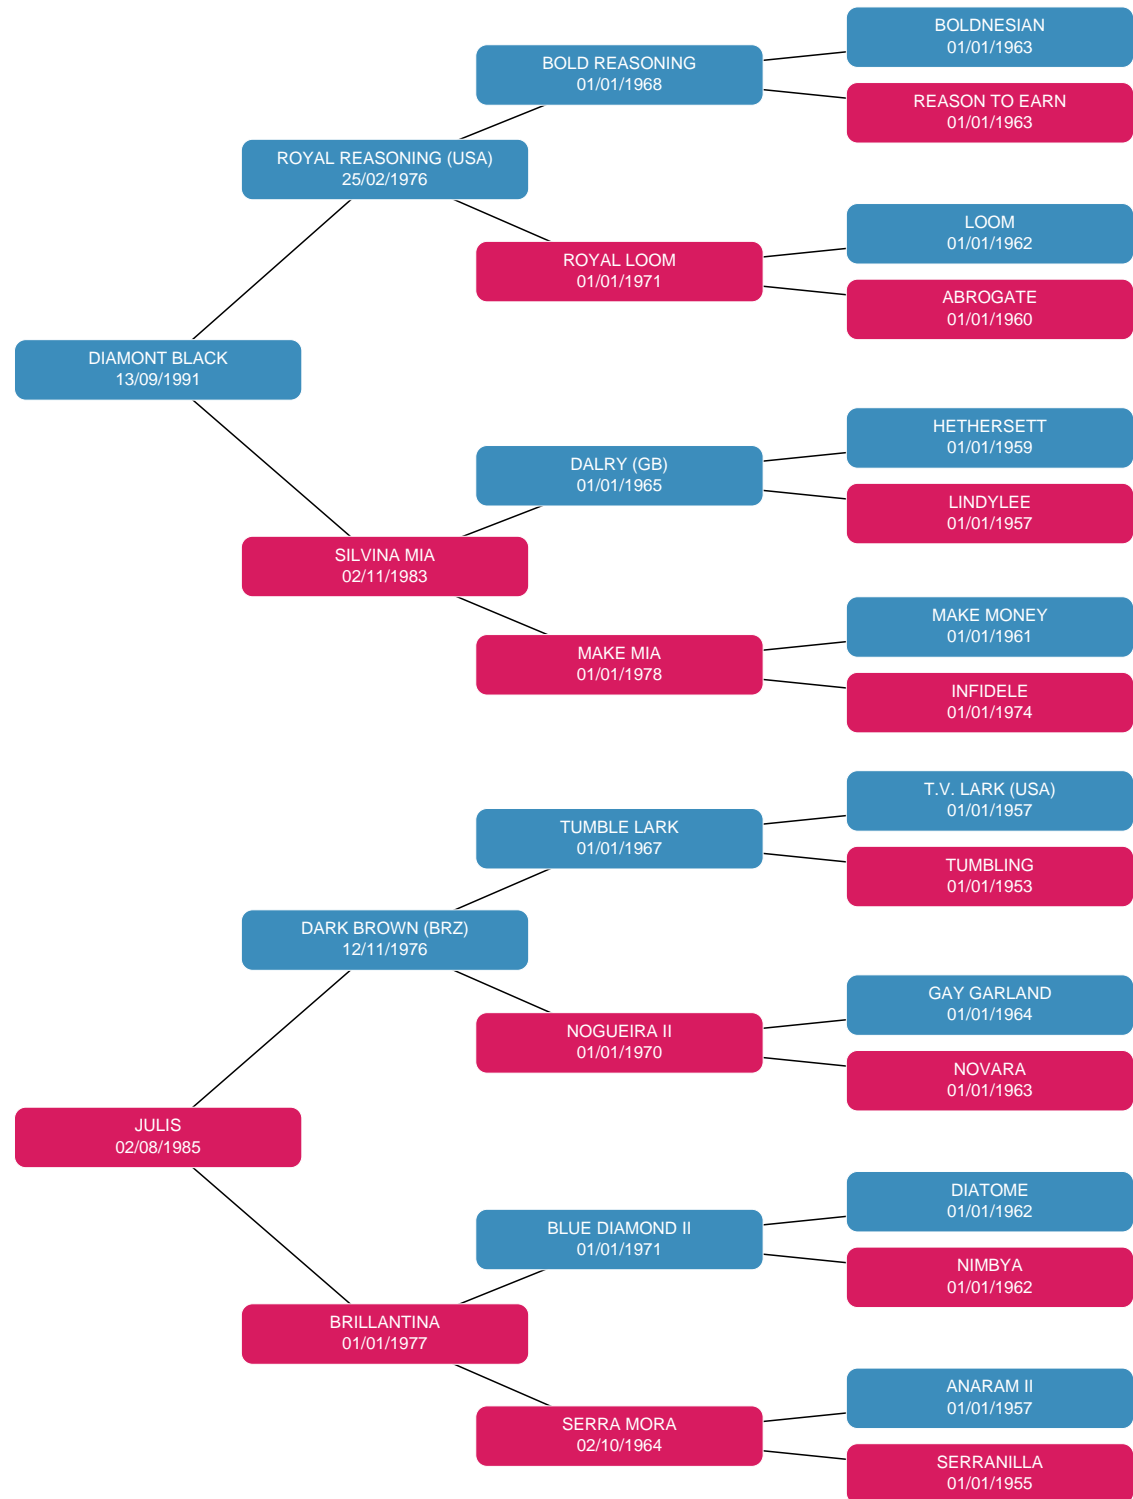 BOLDNESIAN
01/01/1963
BOLD REASONING
01/01/1968
REASON TO EARN
01/01/1963
ROYAL REASONING (USA)
25/02/1976
LOOM
01/01/1962
ROYAL LOOM
01/01/1971
ABROGATE
01/01/1960
DIAMONT BLACK
13/09/1991
HETHERSETT
01/01/1959
DALRY (GB)
01/01/1965
LINDYLEE
01/01/1957
SILVINA MIA
02/11/1983
MAKE MONEY
01/01/1961
MAKE MIA
01/01/1978
INFIDELE
01/01/1974
T.V. LARK (USA)
01/01/1957
TUMBLE LARK
01/01/1967
TUMBLING
01/01/1953
DARK BROWN (BRZ)
12/11/1976
GAY GARLAND
01/01/1964
NOGUEIRA II
01/01/1970
NOVARA
01/01/1963
JULIS
02/08/1985
DIATOME
01/01/1962
BLUE DIAMOND II
01/01/1971
NIMBYA
01/01/1962
BRILLANTINA
01/01/1977
ANARAM II
01/01/1957
SERRA MORA
02/10/1964
SERRANILLA
01/01/1955